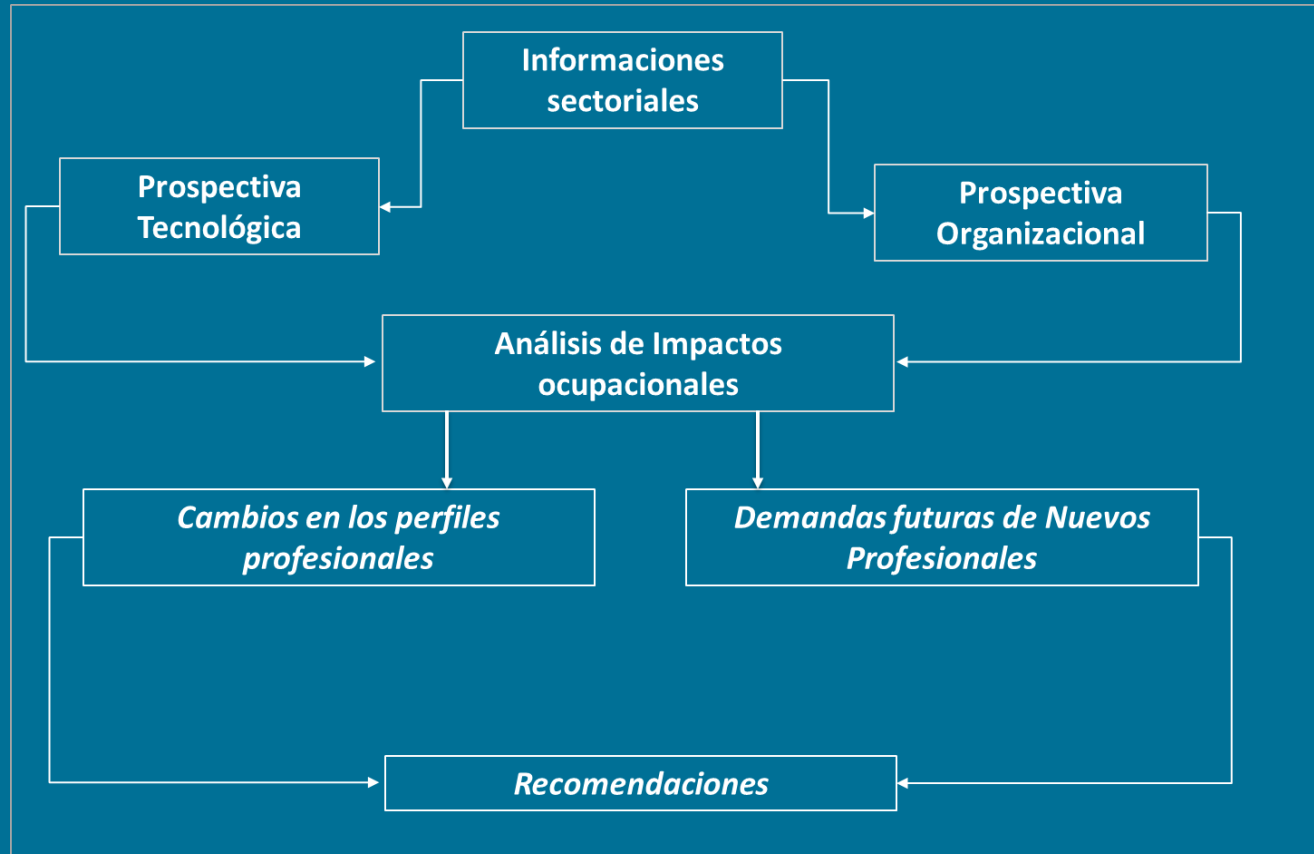 Informaciones
sectoriales
Prospectiva
Tecnológica
Prospectiva
Organizacional
Análisis de Impactos
ocupacionales
Cambios en los perfiles
profesionales
Demandas futuras de Nuevos
Profesionales
Recomendaciones